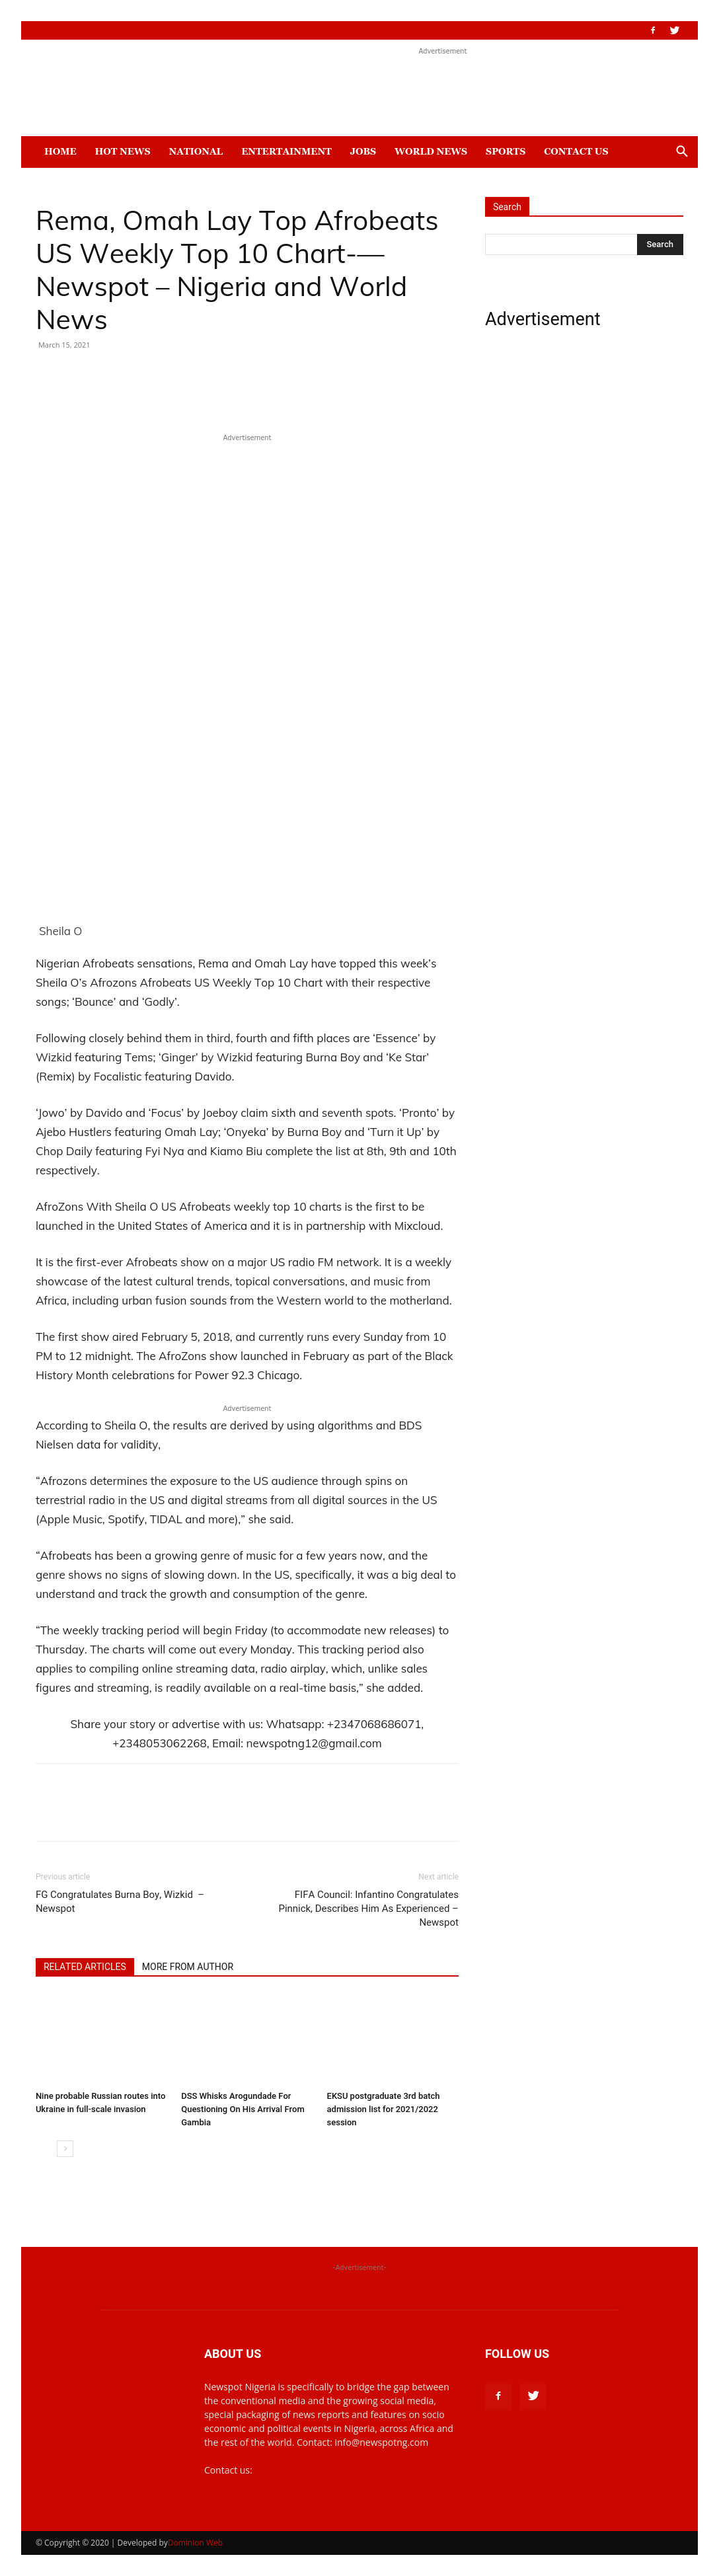 Advertisement
HOME HOT NEWS NATIONAL ENTERTAINMENT JOBS WORLD NEWS SPORTS CONTACT US
Rema, Omah Lay Top Afrobeats
US Weekly Top 10 Chart-—
Newspot – Nigeria and World
News
March 15, 2021
Search
Search
Advertisement
Advertisement
Sheila O
Nigerian Afrobeats sensations, Rema and Omah Lay have topped this week’s
Sheila O’s Afrozons Afrobeats US Weekly Top 10 Chart with their respective
songs; ‘Bounce’ and ‘Godly’.
Following closely behind them in third, fourth and fifth places are ‘Essence’ by
Wizkid featuring Tems; ‘Ginger’ by Wizkid featuring Burna Boy and ‘Ke Star’
(Remix) by Focalistic featuring Davido.
‘Jowo’ by Davido and ‘Focus’ by Joeboy claim sixth and seventh spots. ‘Pronto’ by
Ajebo Hustlers featuring Omah Lay; ‘Onyeka’ by Burna Boy and ‘Turn it Up’ by
Chop Daily featuring Fyi Nya and Kiamo Biu complete the list at 8th, 9th and 10th
respectively.
AfroZons With Sheila O US Afrobeats weekly top 10 charts is the first to be
launched in the United States of America and it is in partnership with Mixcloud.
It is the first-ever Afrobeats show on a major US radio FM network. It is a weekly
showcase of the latest cultural trends, topical conversations, and music from
Africa, including urban fusion sounds from the Western world to the motherland.
The first show aired February 5, 2018, and currently runs every Sunday from 10
PM to 12 midnight. The AfroZons show launched in February as part of the Black
History Month celebrations for Power 92.3 Chicago.
Advertisement
According to Sheila O, the results are derived by using algorithms and BDS
Nielsen data for validity,
“Afrozons determines the exposure to the US audience through spins on
terrestrial radio in the US and digital streams from all digital sources in the US
(Apple Music, Spotify, TIDAL and more),” she said.
“Afrobeats has been a growing genre of music for a few years now, and the
genre shows no signs of slowing down. In the US, specifically, it was a big deal to
understand and track the growth and consumption of the genre.
“The weekly tracking period will begin Friday (to accommodate new releases) to
Thursday. The charts will come out every Monday. This tracking period also
applies to compiling online streaming data, radio airplay, which, unlike sales
figures and streaming, is readily available on a real-time basis,” she added.
Share your story or advertise with us: Whatsapp: +2347068686071,
+2348053062268, Email: newspotng12@gmail.com
Previous article
FG Congratulates Burna Boy, Wizkid –
Newspot
Next article
FIFA Council: Infantino Congratulates
Pinnick, Describes Him As Experienced –
Newspot
RELATED ARTICLES MORE FROM AUTHOR
Nine probable Russian routes into
Ukraine in full-scale invasion
DSS Whisks Arogundade For
Questioning On His Arrival From
Gambia
EKSU postgraduate 3rd batch
admission list for 2021/2022
session
-Advertisement-
ABOUT US
Newspot Nigeria is specifically to bridge the gap between
the conventional media and the growing social media,
special packaging of news reports and features on socio
economic and political events in Nigeria, across Africa and
the rest of the world. Contact: info@newspotng.com
Contact us:
FOLLOW US
© Copyright © 2020 | Developed byDominion Web